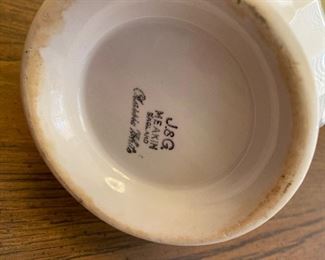 J&G
MEAKIN
ENGLAND
Classic White